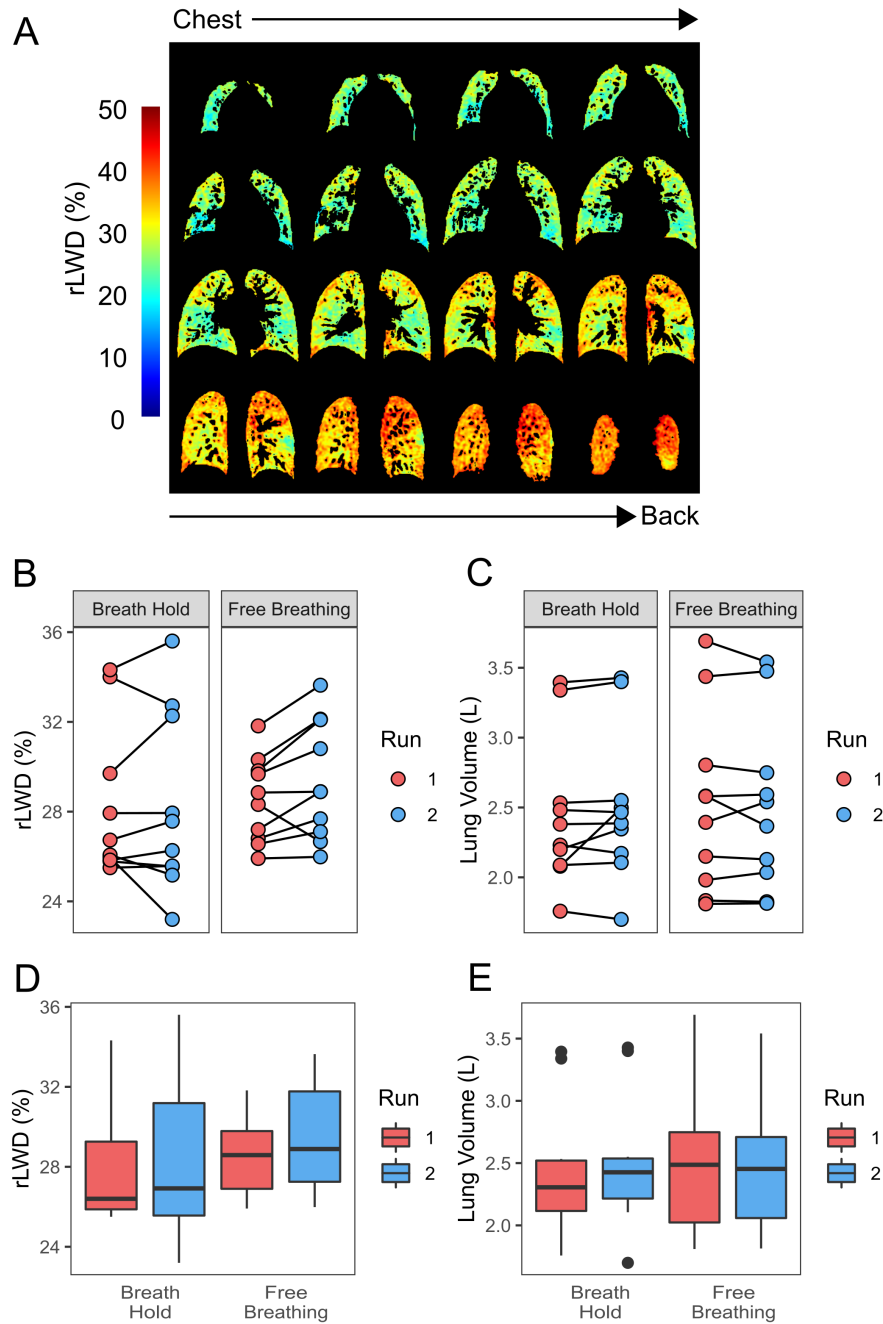 A
Chest
rLWD (%)
50
40
30
20
10
0
Back
B
Breath Hold
Free Breathing
rLWD (%)
36
32
28
24
Run
1
2
C
Breath Hold
Free Breathing
Lung Volume (L)
3.5
3.0
2.5
2.0
Run
1
2
D
rLWD (%)
36
32
28
24
Breath
Hold
Free
Breathing
Run
1
2
E
Lung Volume (L)
3.5
3.0
2.5
2.0
Breath
Hold
Free
Breathing
Run
1
2